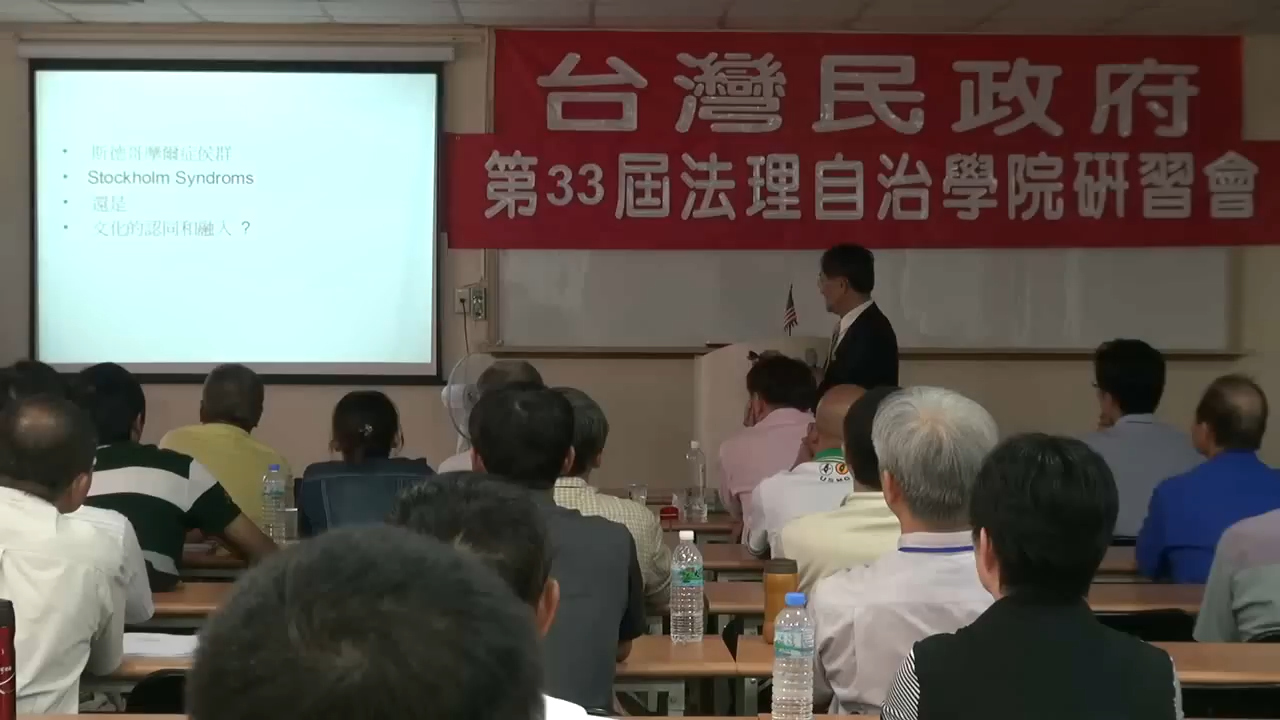 台灣民政府
第33屆法理自治學院研習會
• 斯德哥摩爾症侯群
• Stockholm Syndroms
• 還是
• 文化的認同和融入 ?